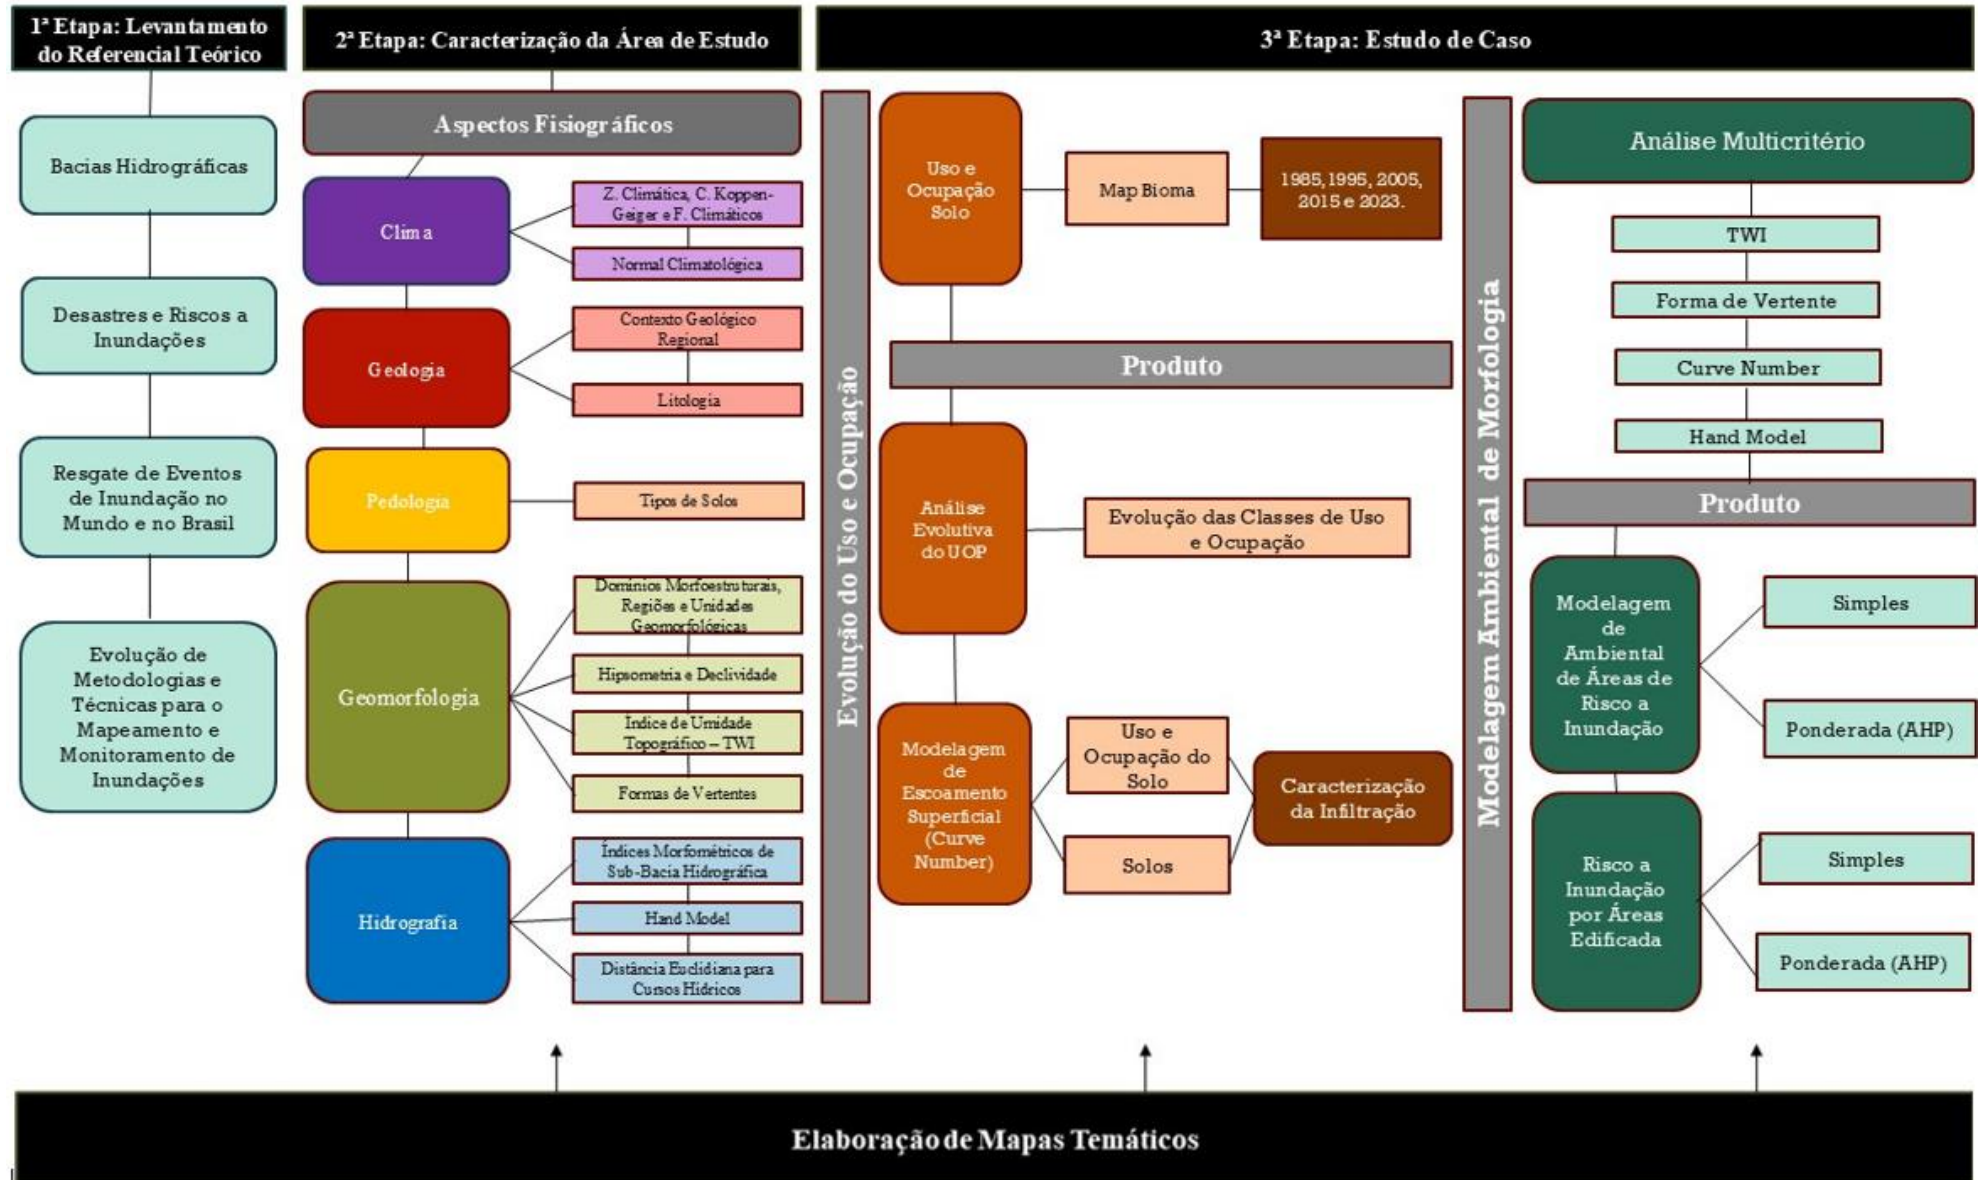 1ª Etapa: Levantamento
do Referencial Teórico
Bacias Hidrográficas
Desastres e Riscos a
Inundações
Resgate de Eventos
de Inundação no
Mundo e no Brasil
Evolução de
Metodologias e
Técnicas para o
Mapeamento e
Monitoramento de
Inundações
2ª Etapa: Caracterização da Área de Estudo
Aspectos Fisiográficos
Clima
Z. Climática, C. Koppen-
Geiger e F. Climáticos
Normal Climatológica
Geologia
Contexto Geológico
Regional
Litologia
Pedologia
Tipos de Solos
Geomorfologia
Domínios Morfoestruturais,
Regiões e Unidades
Geomorfológicas
Hipsometria e Declividade
Índice de Umidade
Topográfico – TWI
Formas de Vertentes
Hidrografia
Índices Morfométricos de
Sub-Bacia Hidrográfica
Hand Model
Distância Euclidiana para
Cursos Hídricos
3ª Etapa: Estudo de Caso
Evolução do Uso e Ocupação
Uso e
Ocupação
Solo
Map Bioma
1985,1995, 2005,
2015 e 2023.
Produto
Análise
Evolutiva
do UOP
Evolução das Classes de Uso
e Ocupação
Modelagem
de
Escoamento
Superficial
(Curve
Number)
Uso e
Ocupação do
Solo
Solos
Caracterização
da Infiltração
Modelagem Ambiental de Morfologia
Análise Multicritério
TWI
Forma de Vertente
Curve Number
Hand Model
Produto
Modelagem
de
Ambiental
de Áreas de
Risco a
Inundação
Simples
Ponderada (AHP)
Risco a
Inundação
por Áreas
Edificada
Simples
Ponderada (AHP)
Elaboração de Mapas Temáticos